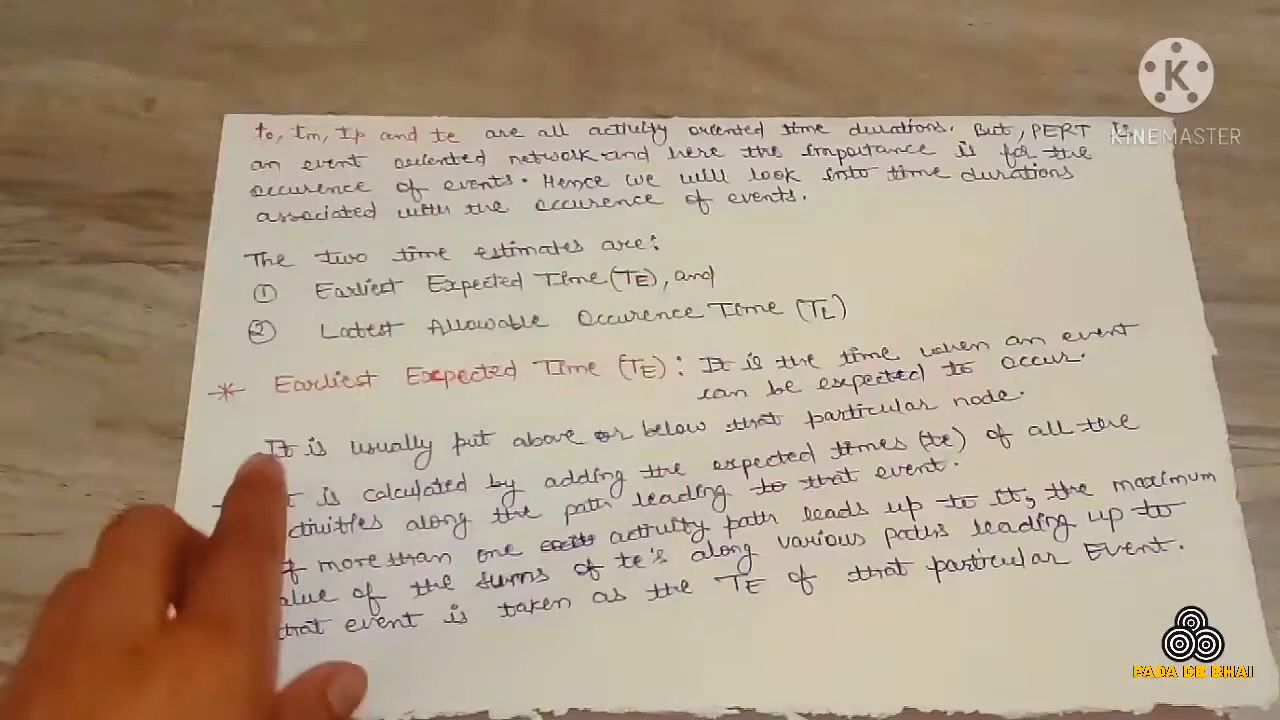 to, tm, tp and te are all activity oriented time durations. But, PERT is
an event oriented network and here the importance is for the
occurence of events. Hence we will look into time durations
associated with the occurence of events.
The two time estimates are:
① Earliest Expected Time (TE), and
② Latest Allowable Occurence Time (TL)
* Earliest Expected Time (TE): It is the time when an event
can be expected to occur.
It is usually put above or below that particular node.
t is calculated by adding the expected times (te) of all the
ctivities along the path leading to that event.
f more than one activity path leads up to it, the maximum
alue of the sums of te's along various paths leading up to
that event is taken as the TE of that particular Event.
K
KINEMASTER
PADA DE BHAI